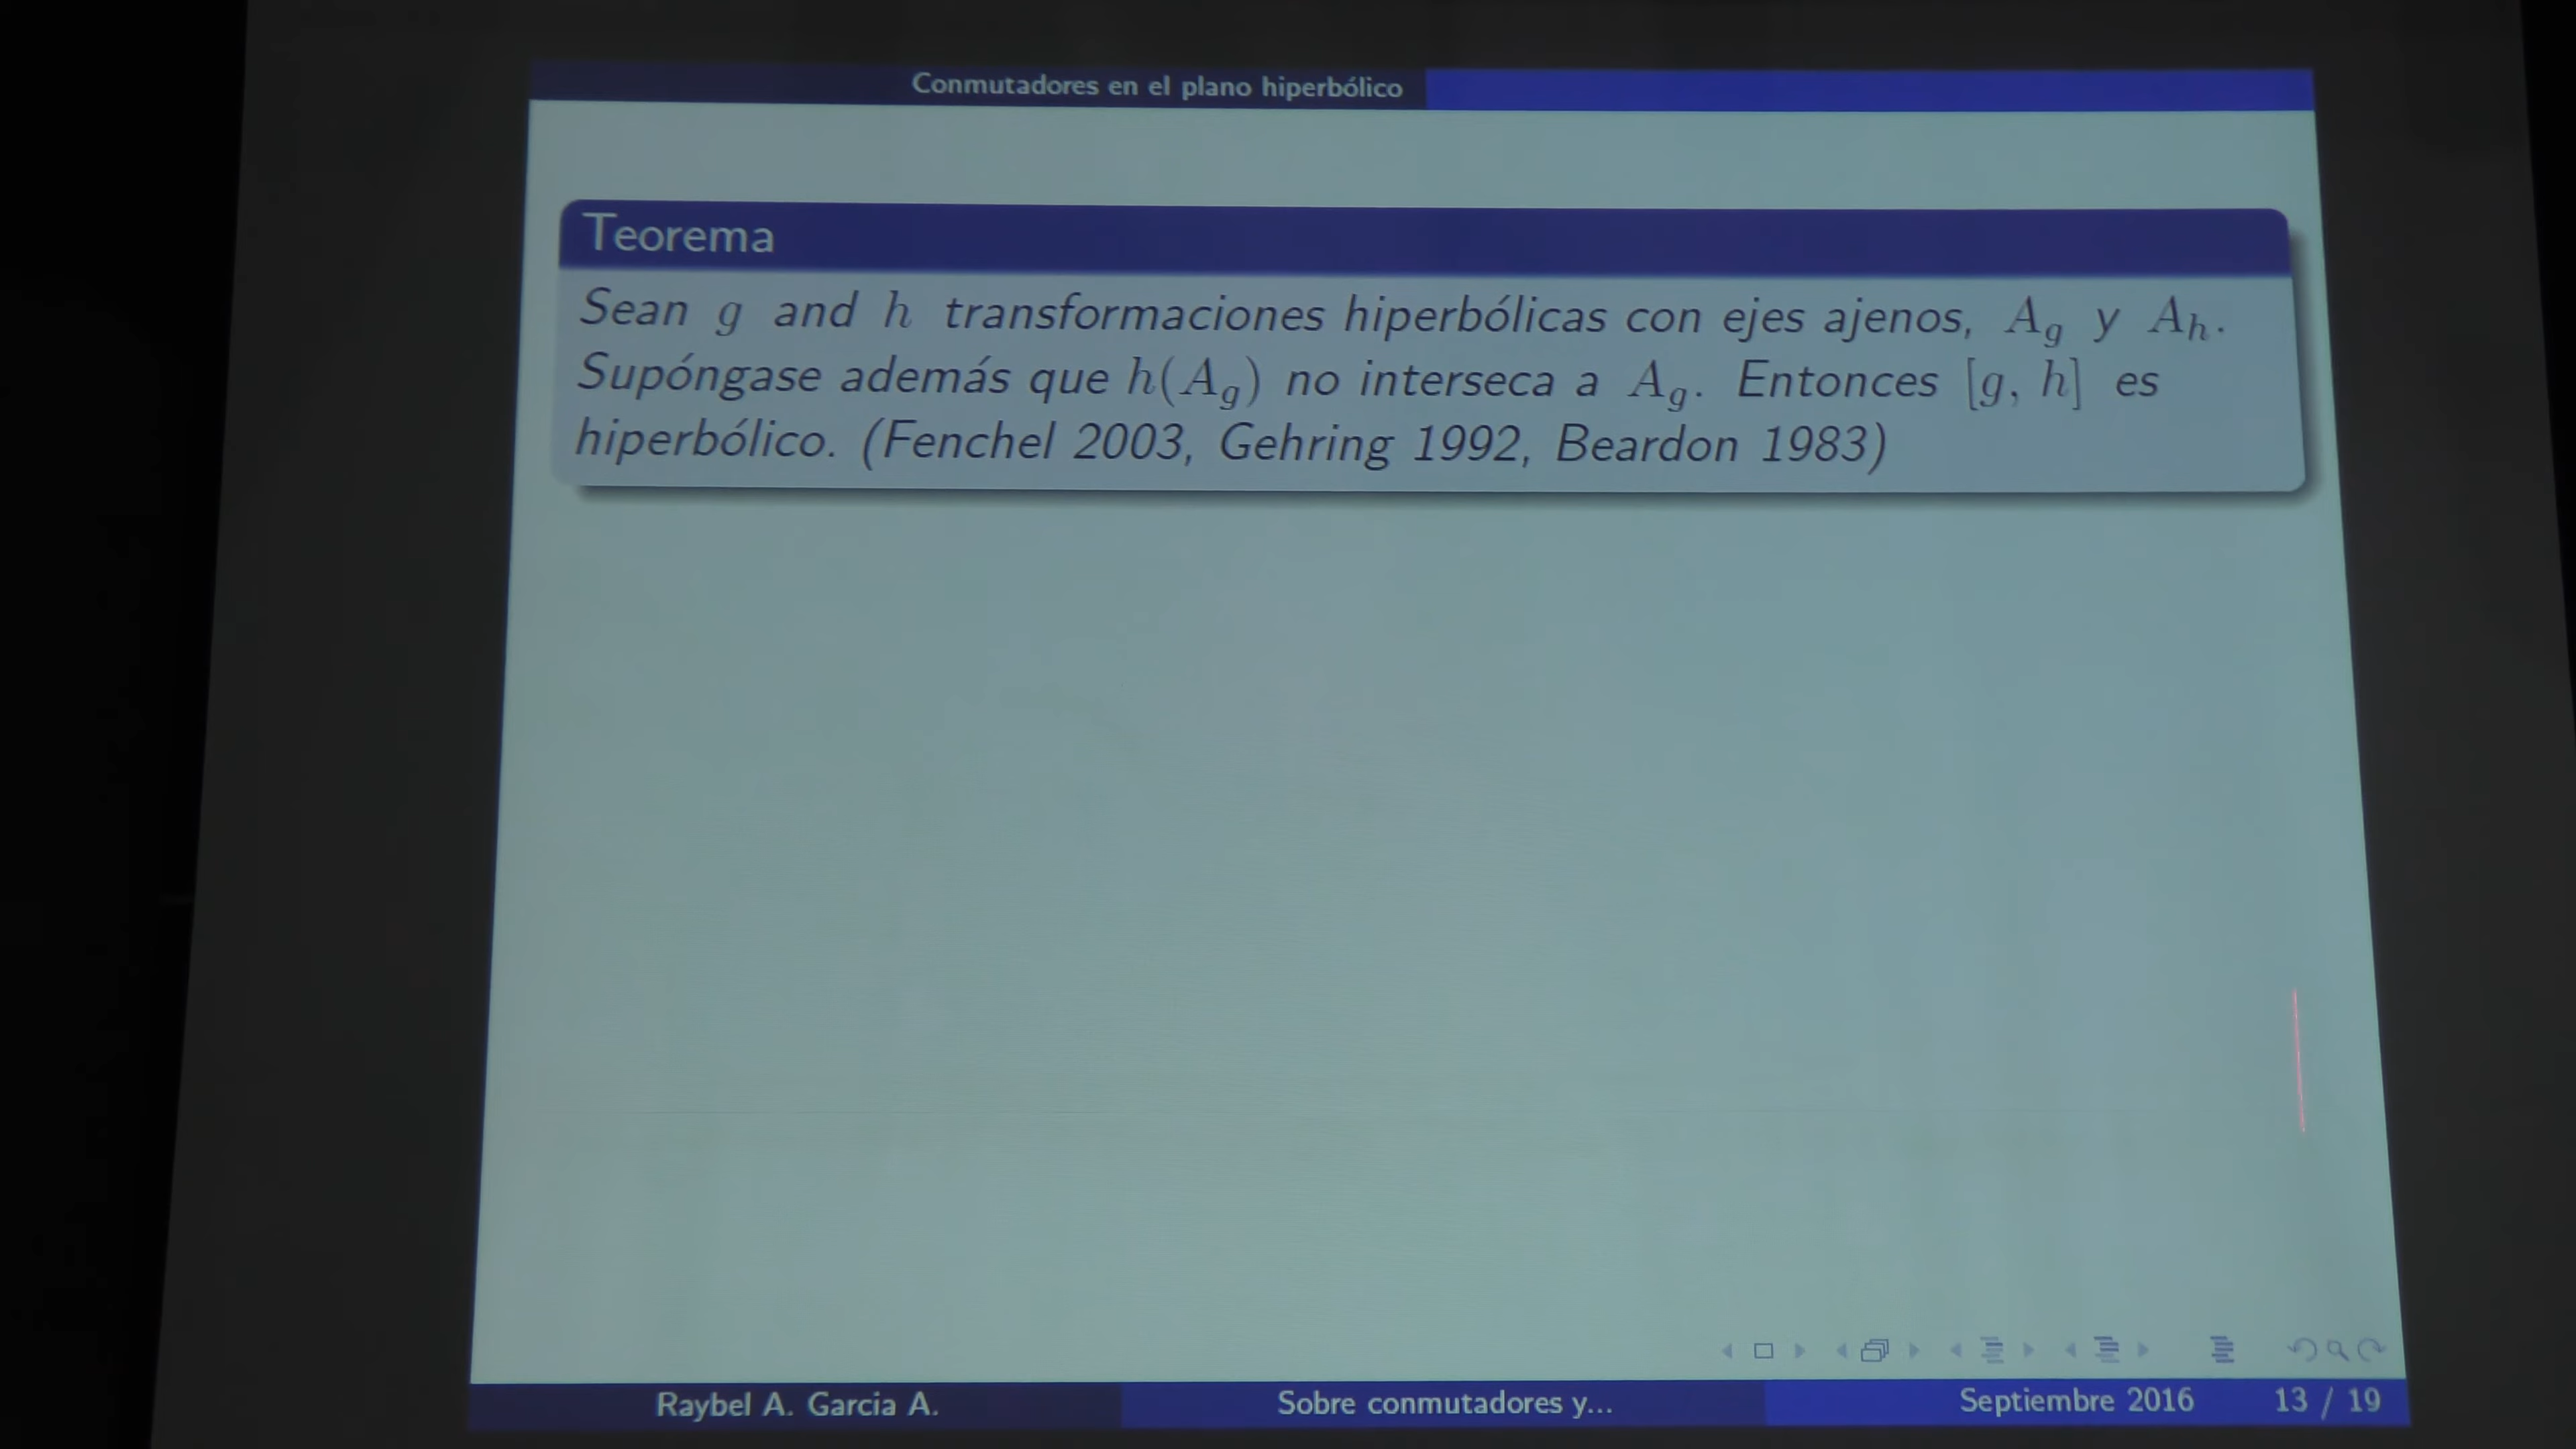 Conmutadores en el plano hiperbólico
Teorema
Sean g and h transformaciones hiperbólicas con ejes ajenos, A_g y A_h.
Supóngase además que h(A_g) no interseca a A_g. Entonces [g, h] es
hiperbólico. (Fenchel 2003, Gehring 1992, Beardon 1983)
Raybel A. Garcia A.
Sobre conmutadores y...
Septiembre 2016
13 / 19